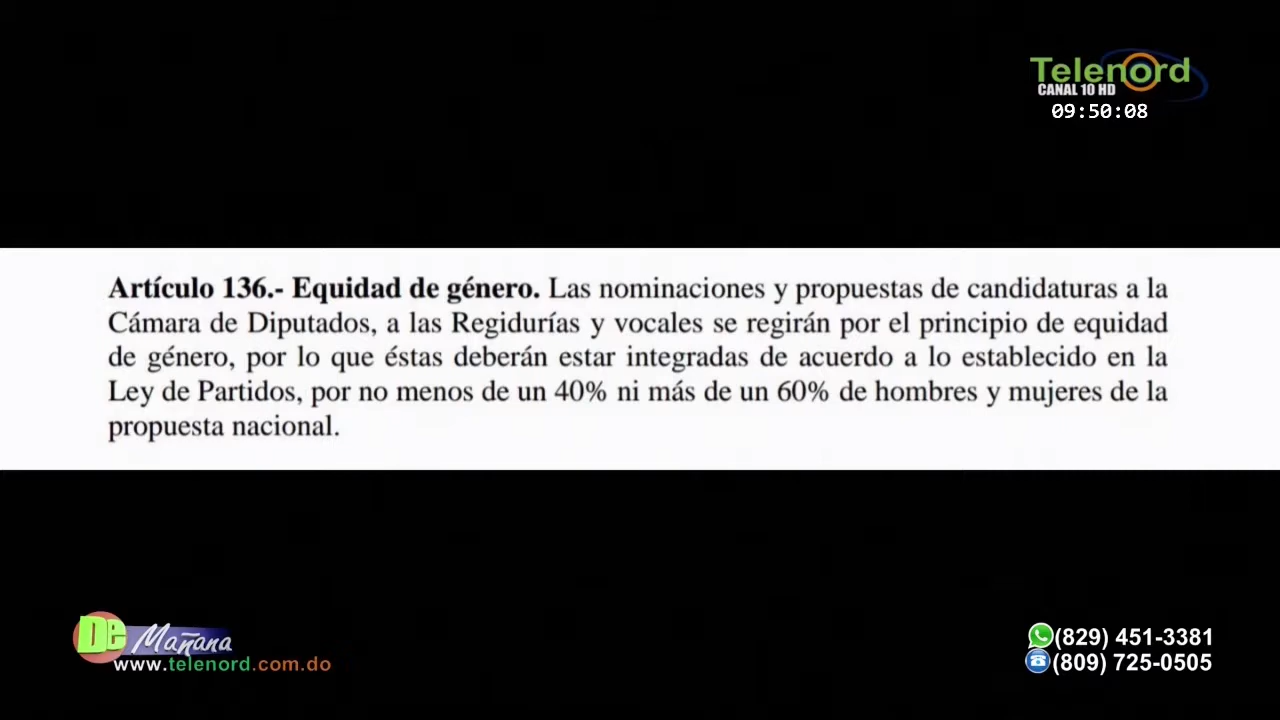 Telenord
CANAL 10 HD
09:50:08
Artículo 136.- Equidad de género. Las nominaciones y propuestas de candidaturas a la
Cámara de Diputados, a las Regidurías y vocales se regirán por el principio de equidad
de género, por lo que éstas deberán estar integradas de acuerdo a lo establecido en la
Ley de Partidos, por no menos de un 40% ni más de un 60% de hombres y mujeres de la
propuesta nacional.
De Mañana
www.telenord.com.do
(829) 451-3381
(809) 725-0505